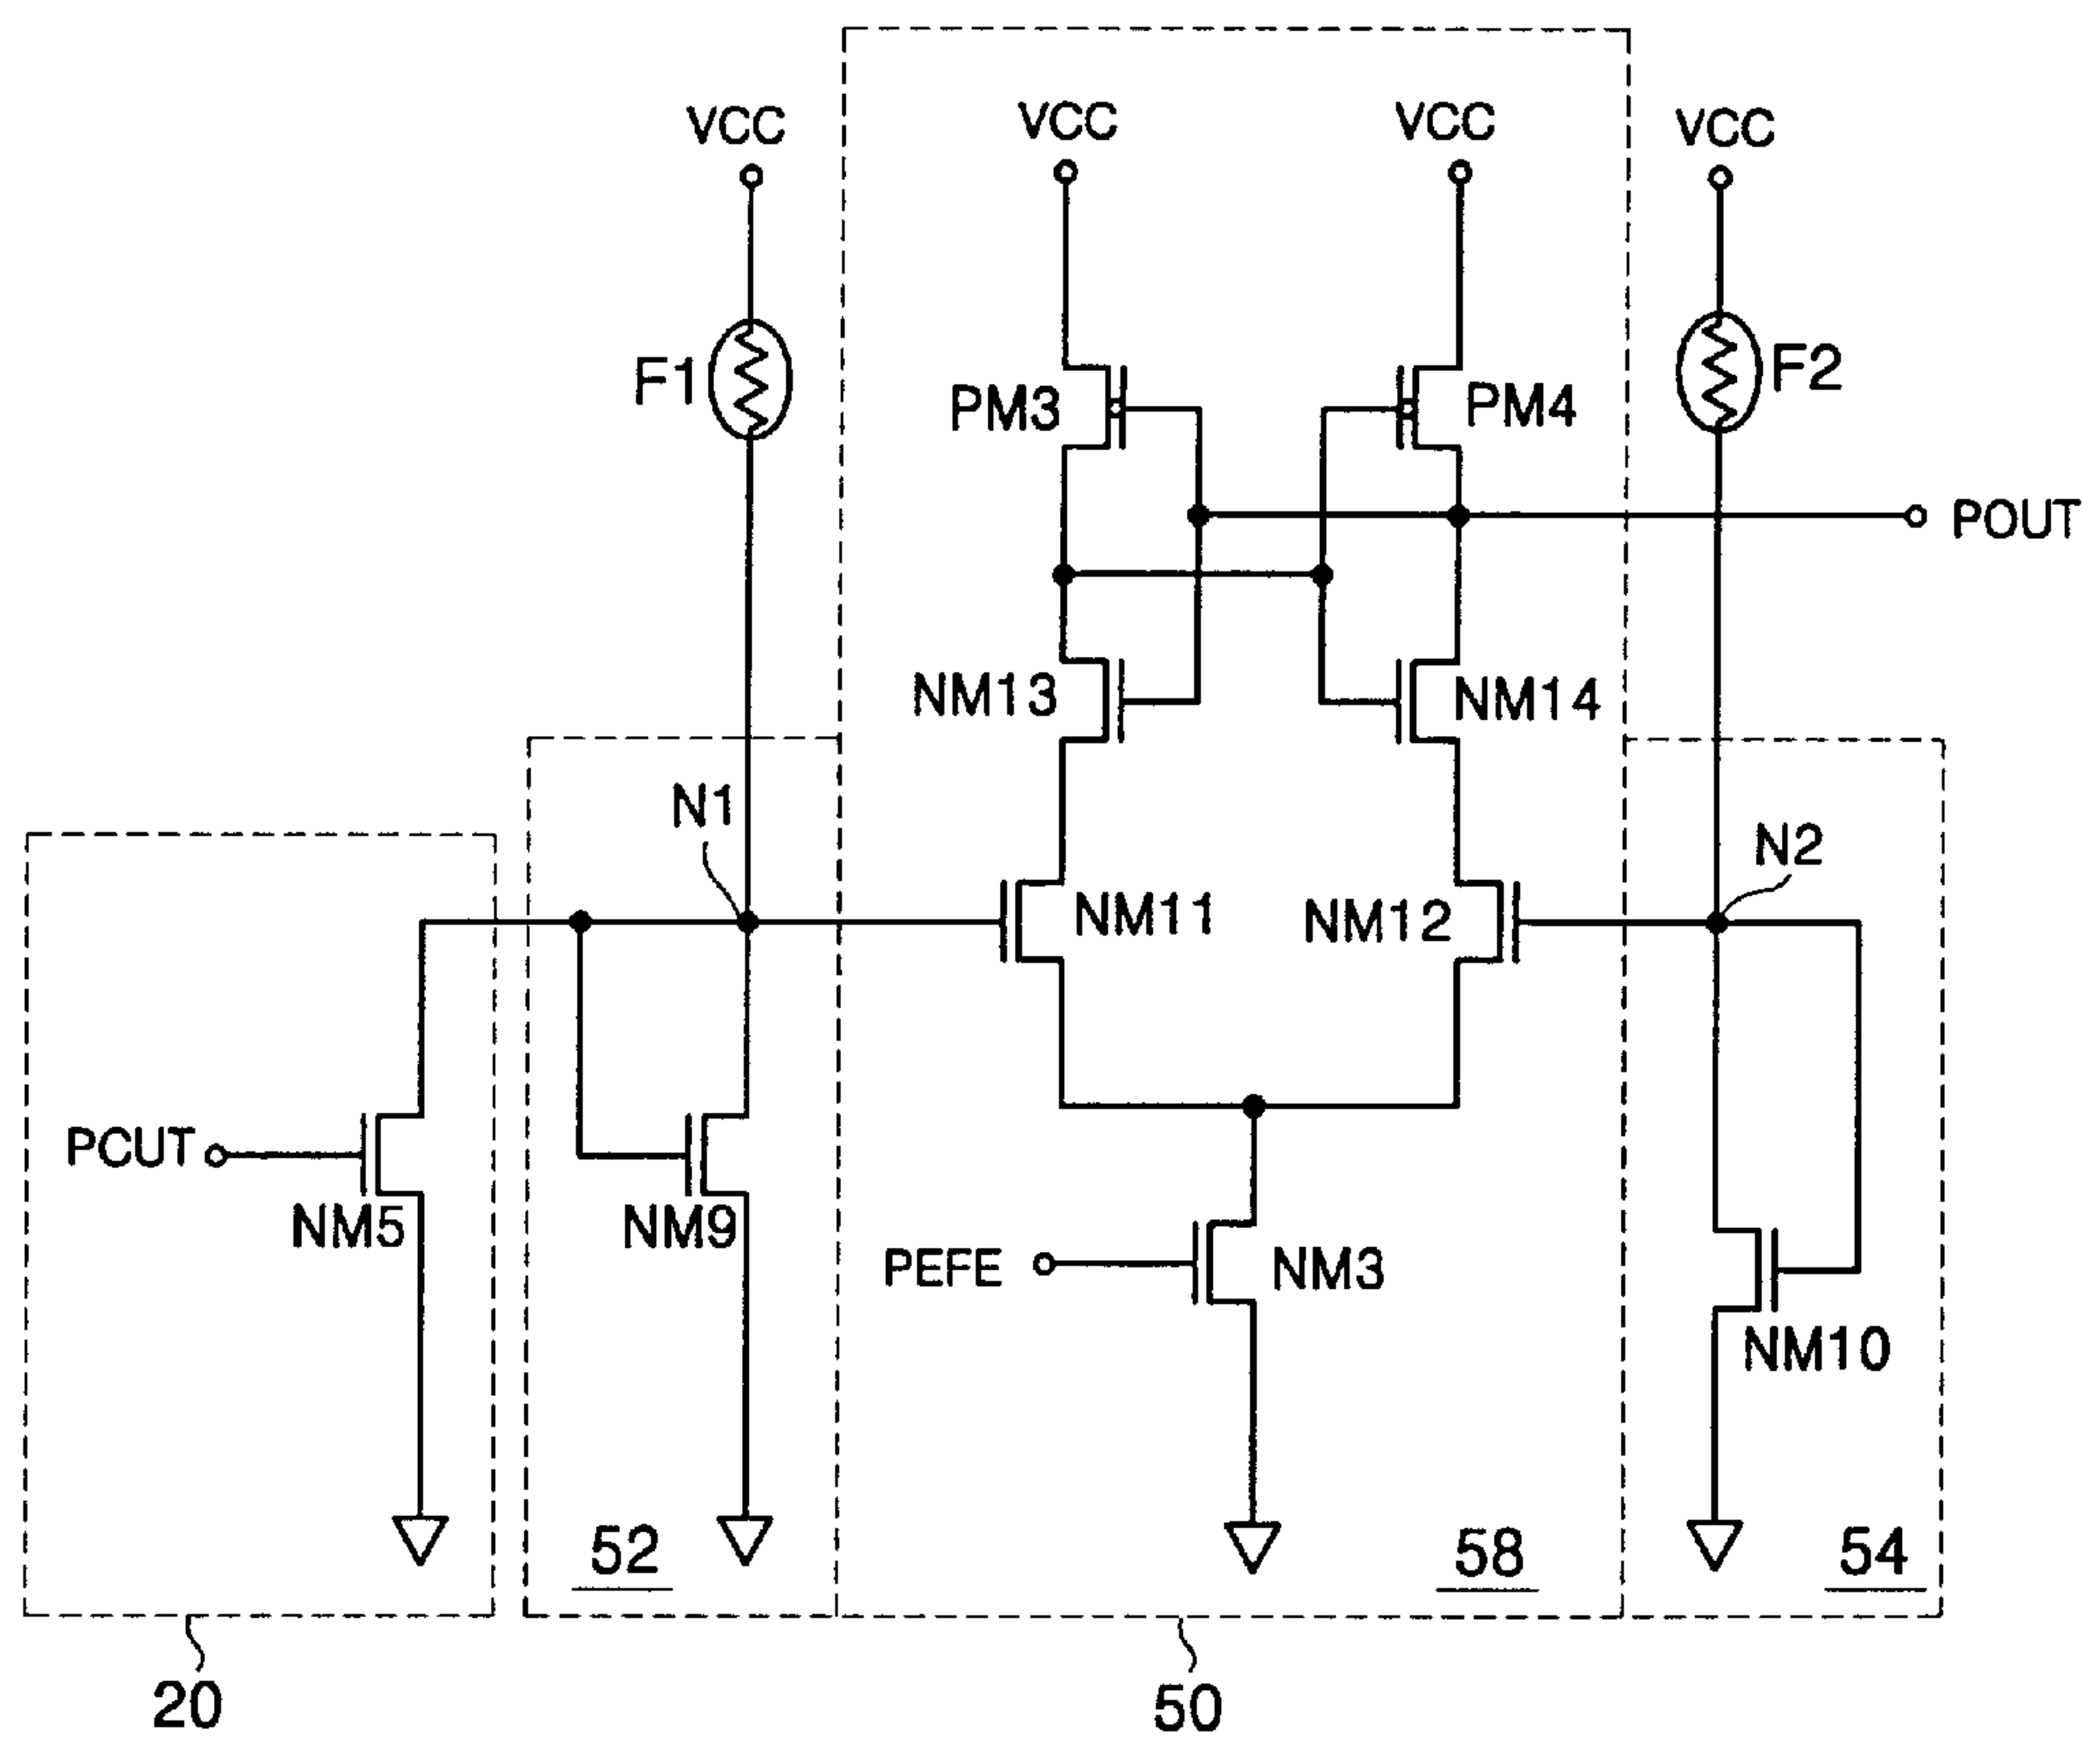 VCC
VCC
VCC
VCC
F1
PM3
PM4
F2
POUT
NM13
NM14
N1
N2
NM11
NM12
PCUT
NM5
NM9
PEFE
NM3
NM10
52
58
54
20
50